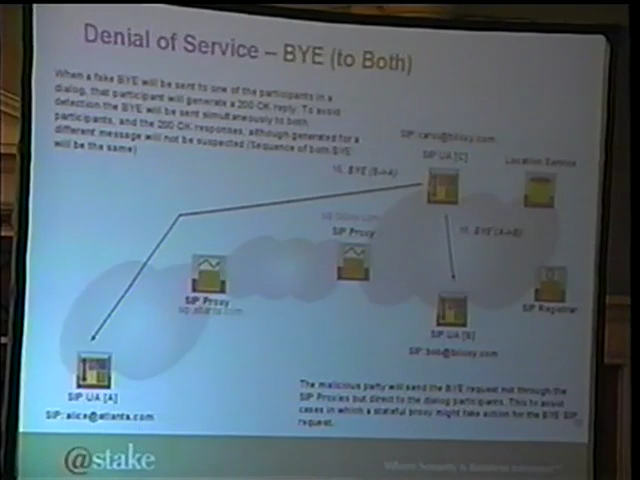 Denial of Service – BYE (to Both)
When a fake BYE will be sent to one of the participants in a
dialog, that participant will generate a 200 OK reply. To avoid
detection the BYE will be sent simultaneously to both
participants, and the 200 OK responses, although generated for a
different message will not be suspected (Sequence of both BYE
will be the same)
SIP: carol@biloxi.com
SIP UA [C]
Location Service
BYE (B->A)
SIP Proxy
BYE (A->B)
SIP Proxy
sip.atlanta.com
SIP Registrar
SIP UA [B]
SIP: bob@biloxi.com
SIP UA [A]
SIP: alice@atlanta.com
The malicious party will send the BYE request not through the
SIP Proxies but direct to the dialog participants. This to avoid
cases in which a stateful proxy might take action for the BYE SIP
request.
@stake